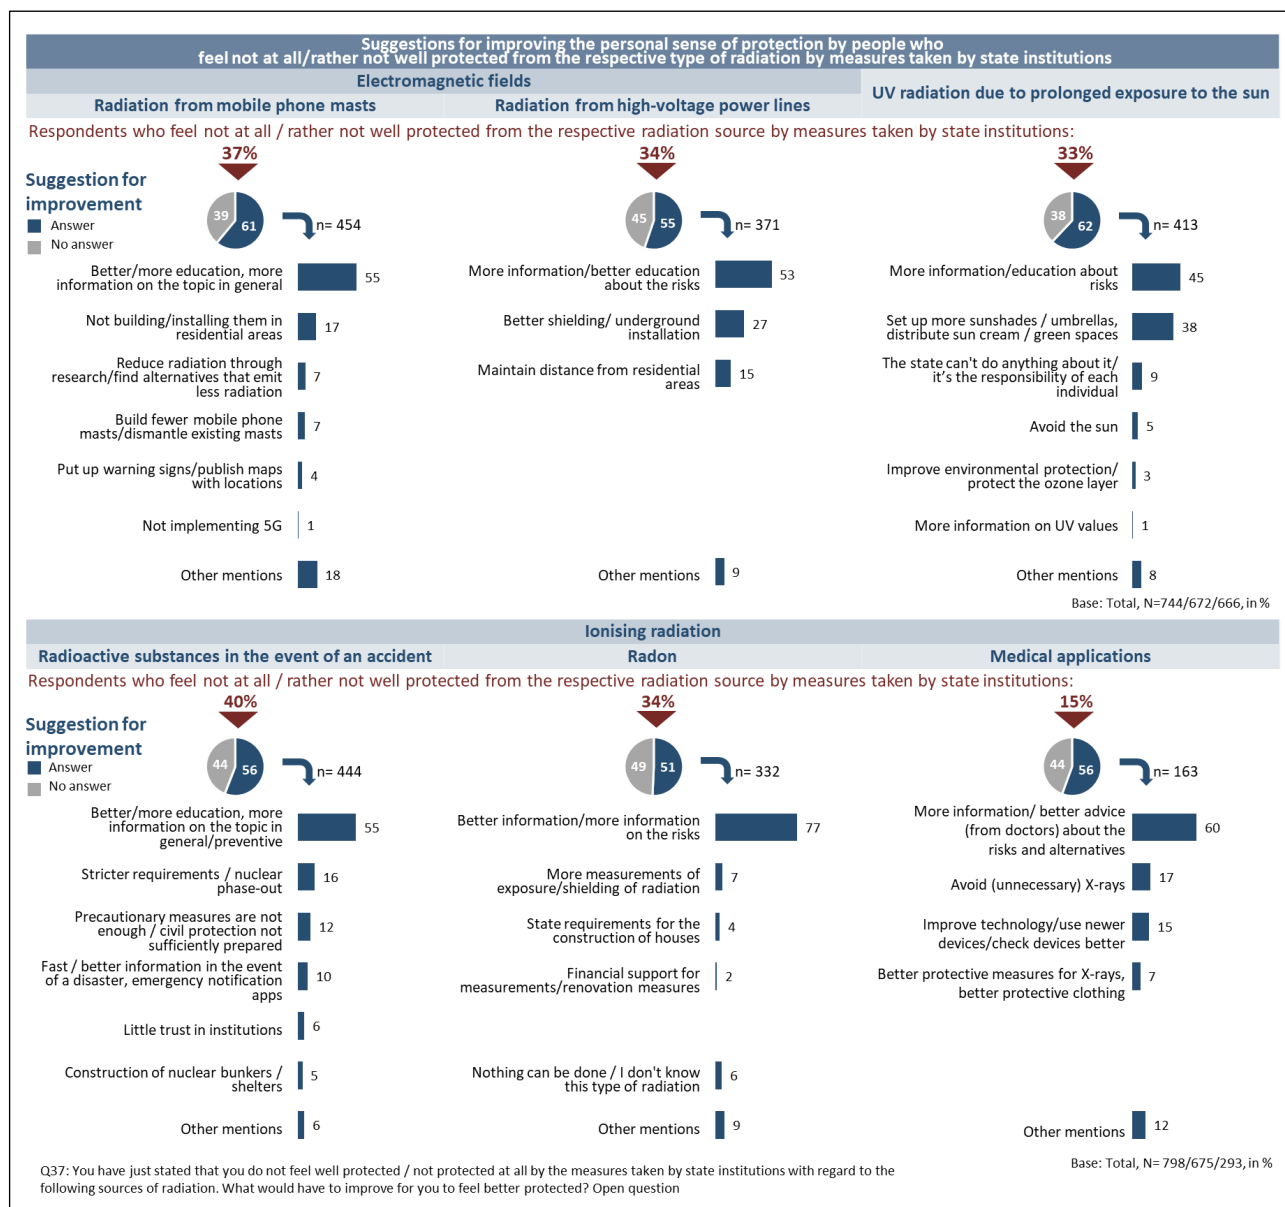 Suggestions for improving the personal sense of protection by people who
feel not at all/rather not well protected from the respective type of radiation by measures taken by state institutions
Electromagnetic fields
UV radiation due to prolonged exposure to the sun
Radiation from mobile phone masts
Radiation from high-voltage power lines
Respondents who feel not at all / rather not well protected from the respective radiation source by measures taken by state institutions:
37%
34%
33%
Suggestion for
improvement
Answer
No answer
39
61
n= 454
45
55
n= 371
38
62
n= 413
Better/more education, more
information on the topic in general
55
Not building/installing them in
residential areas
17
Reduce radiation through
research/find alternatives that emit
less radiation
7
Build fewer mobile phone
masts/dismantle existing masts
7
Put up warning signs/publish maps
with locations
4
Not implementing 5G
1
Other mentions
18
More information/better education
about the risks
53
Better shielding/ underground
installation
27
Maintain distance from residential
areas
15
Other mentions
9
More information/education about
risks
45
Set up more sunshades / umbrellas,
distribute sun cream / green spaces
38
The state can't do anything about it/
it's the responsibility of each
individual
9
Avoid the sun
5
Improve environmental protection/
protect the ozone layer
3
More information on UV values
1
Other mentions
8
Base: Total, N=744/672/666, in %
Ionising radiation
Radioactive substances in the event of an accident
Radon
Medical applications
Respondents who feel not at all / rather not well protected from the respective radiation source by measures taken by state institutions:
40%
34%
15%
Suggestion for
improvement
Answer
No answer
44
56
n= 444
49
51
n= 332
44
56
n= 163
Better/more education, more
information on the topic in
general/preventive
55
Stricter requirements / nuclear
phase-out
16
Precautionary measures are not
enough / civil protection not
sufficiently prepared
12
Fast / better information in the event
of a disaster, emergency notification
apps
10
Little trust in institutions
6
Construction of nuclear bunkers /
shelters
5
Other mentions
6
Better information/more information
on the risks
77
More measurements of
exposure/shielding of radiation
7
State requirements for the
construction of houses
4
Financial support for
measurements/renovation measures
2
Nothing can be done / I don't know
this type of radiation
6
Other mentions
9
More information/ better advice
(from doctors) about the
risks and alternatives
60
Avoid (unnecessary) X-rays
17
Improve technology/use newer
devices/check devices better
15
Better protective measures for X-rays,
better protective clothing
7
Other mentions
12
Base: Total, N= 798/675/293, in %
Q37: You have just stated that you do not feel well protected / not protected at all by the measures taken by state institutions with regard to the
following sources of radiation. What would have to improve for you to feel better protected? Open question